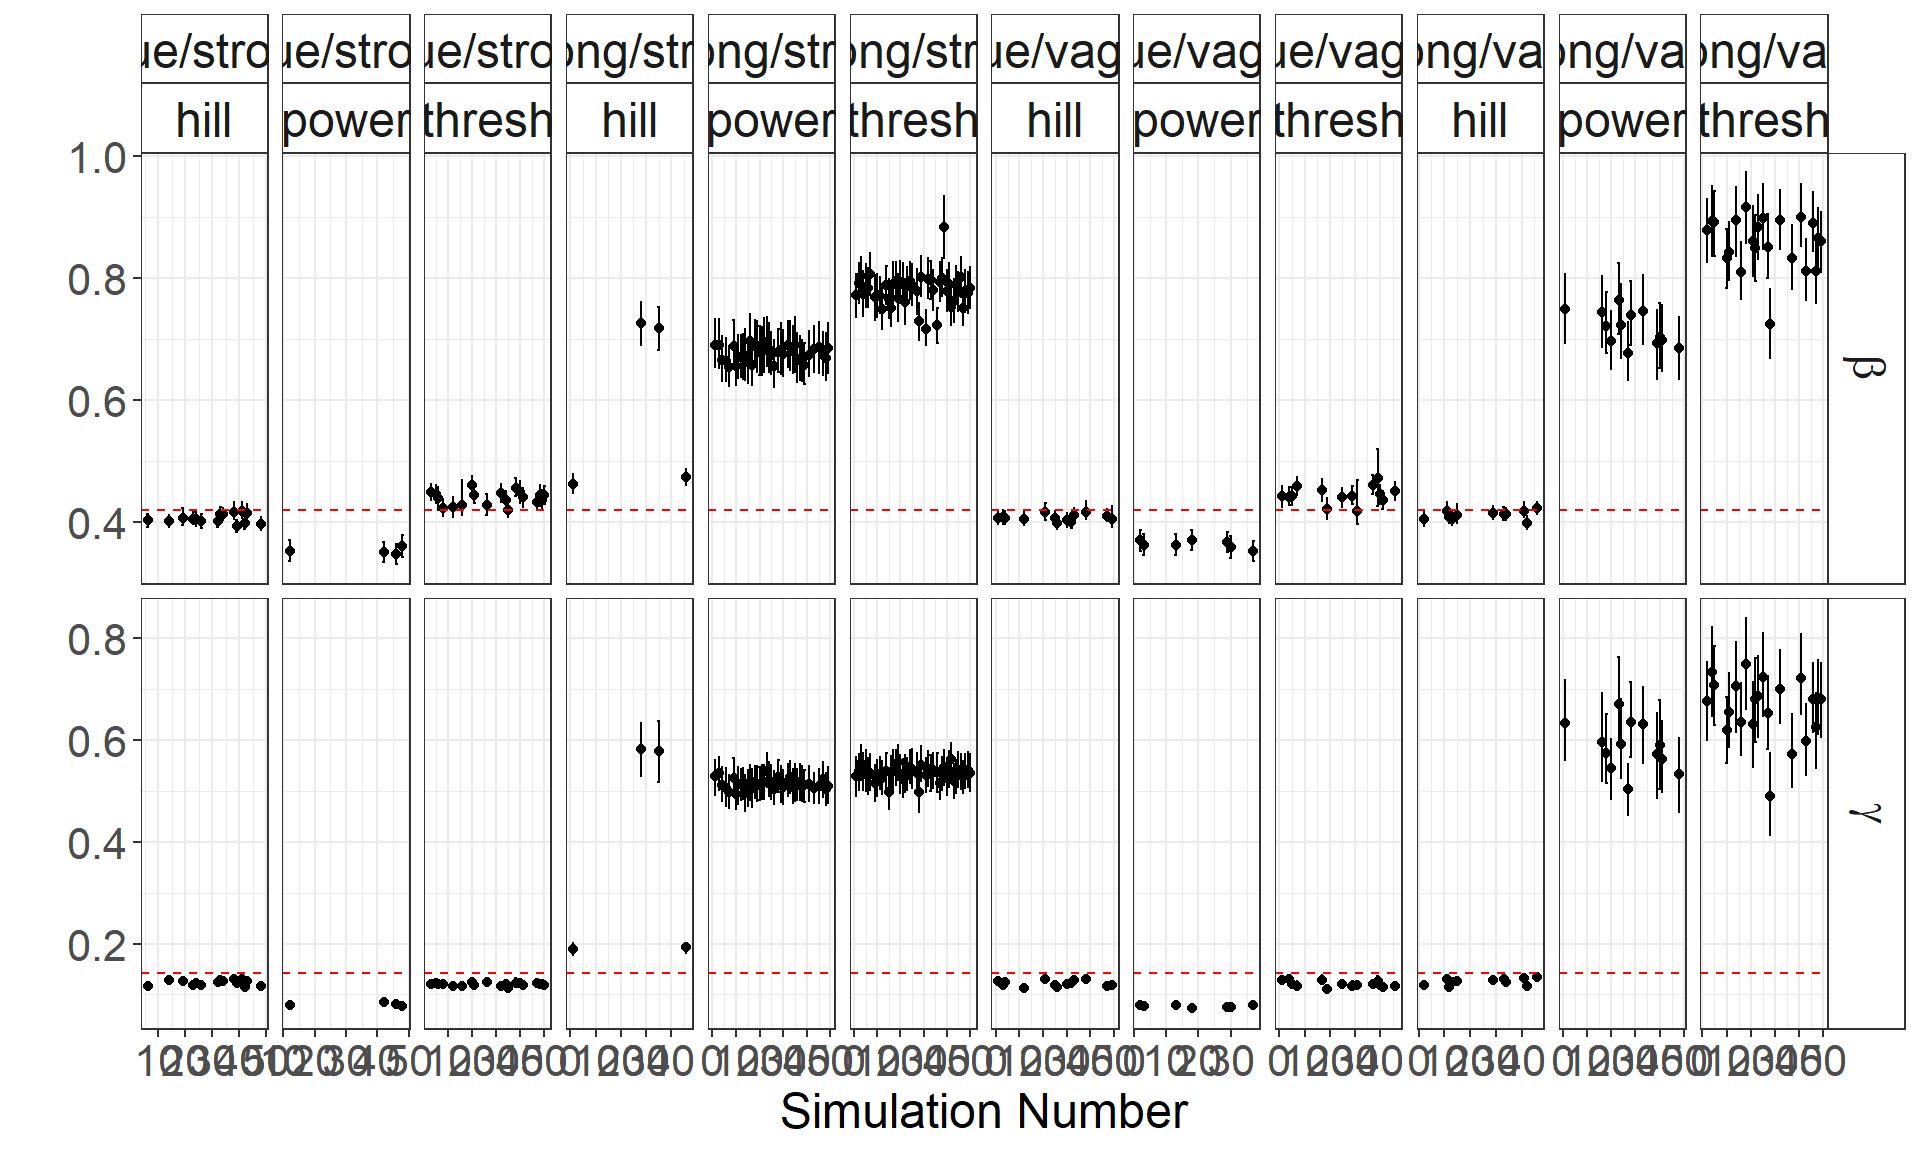 ue/stro ue/stro ue/stro ong/str ong/str ong/str ue/vag ue/vag ue/vag ong/va ong/va ong/va
hill power thresh hill power thresh hill power thresh hill power thresh
1.0
0.8
0.6
0.4
β
0.8
0.6
0.4
0.2
γ
Simulation Number